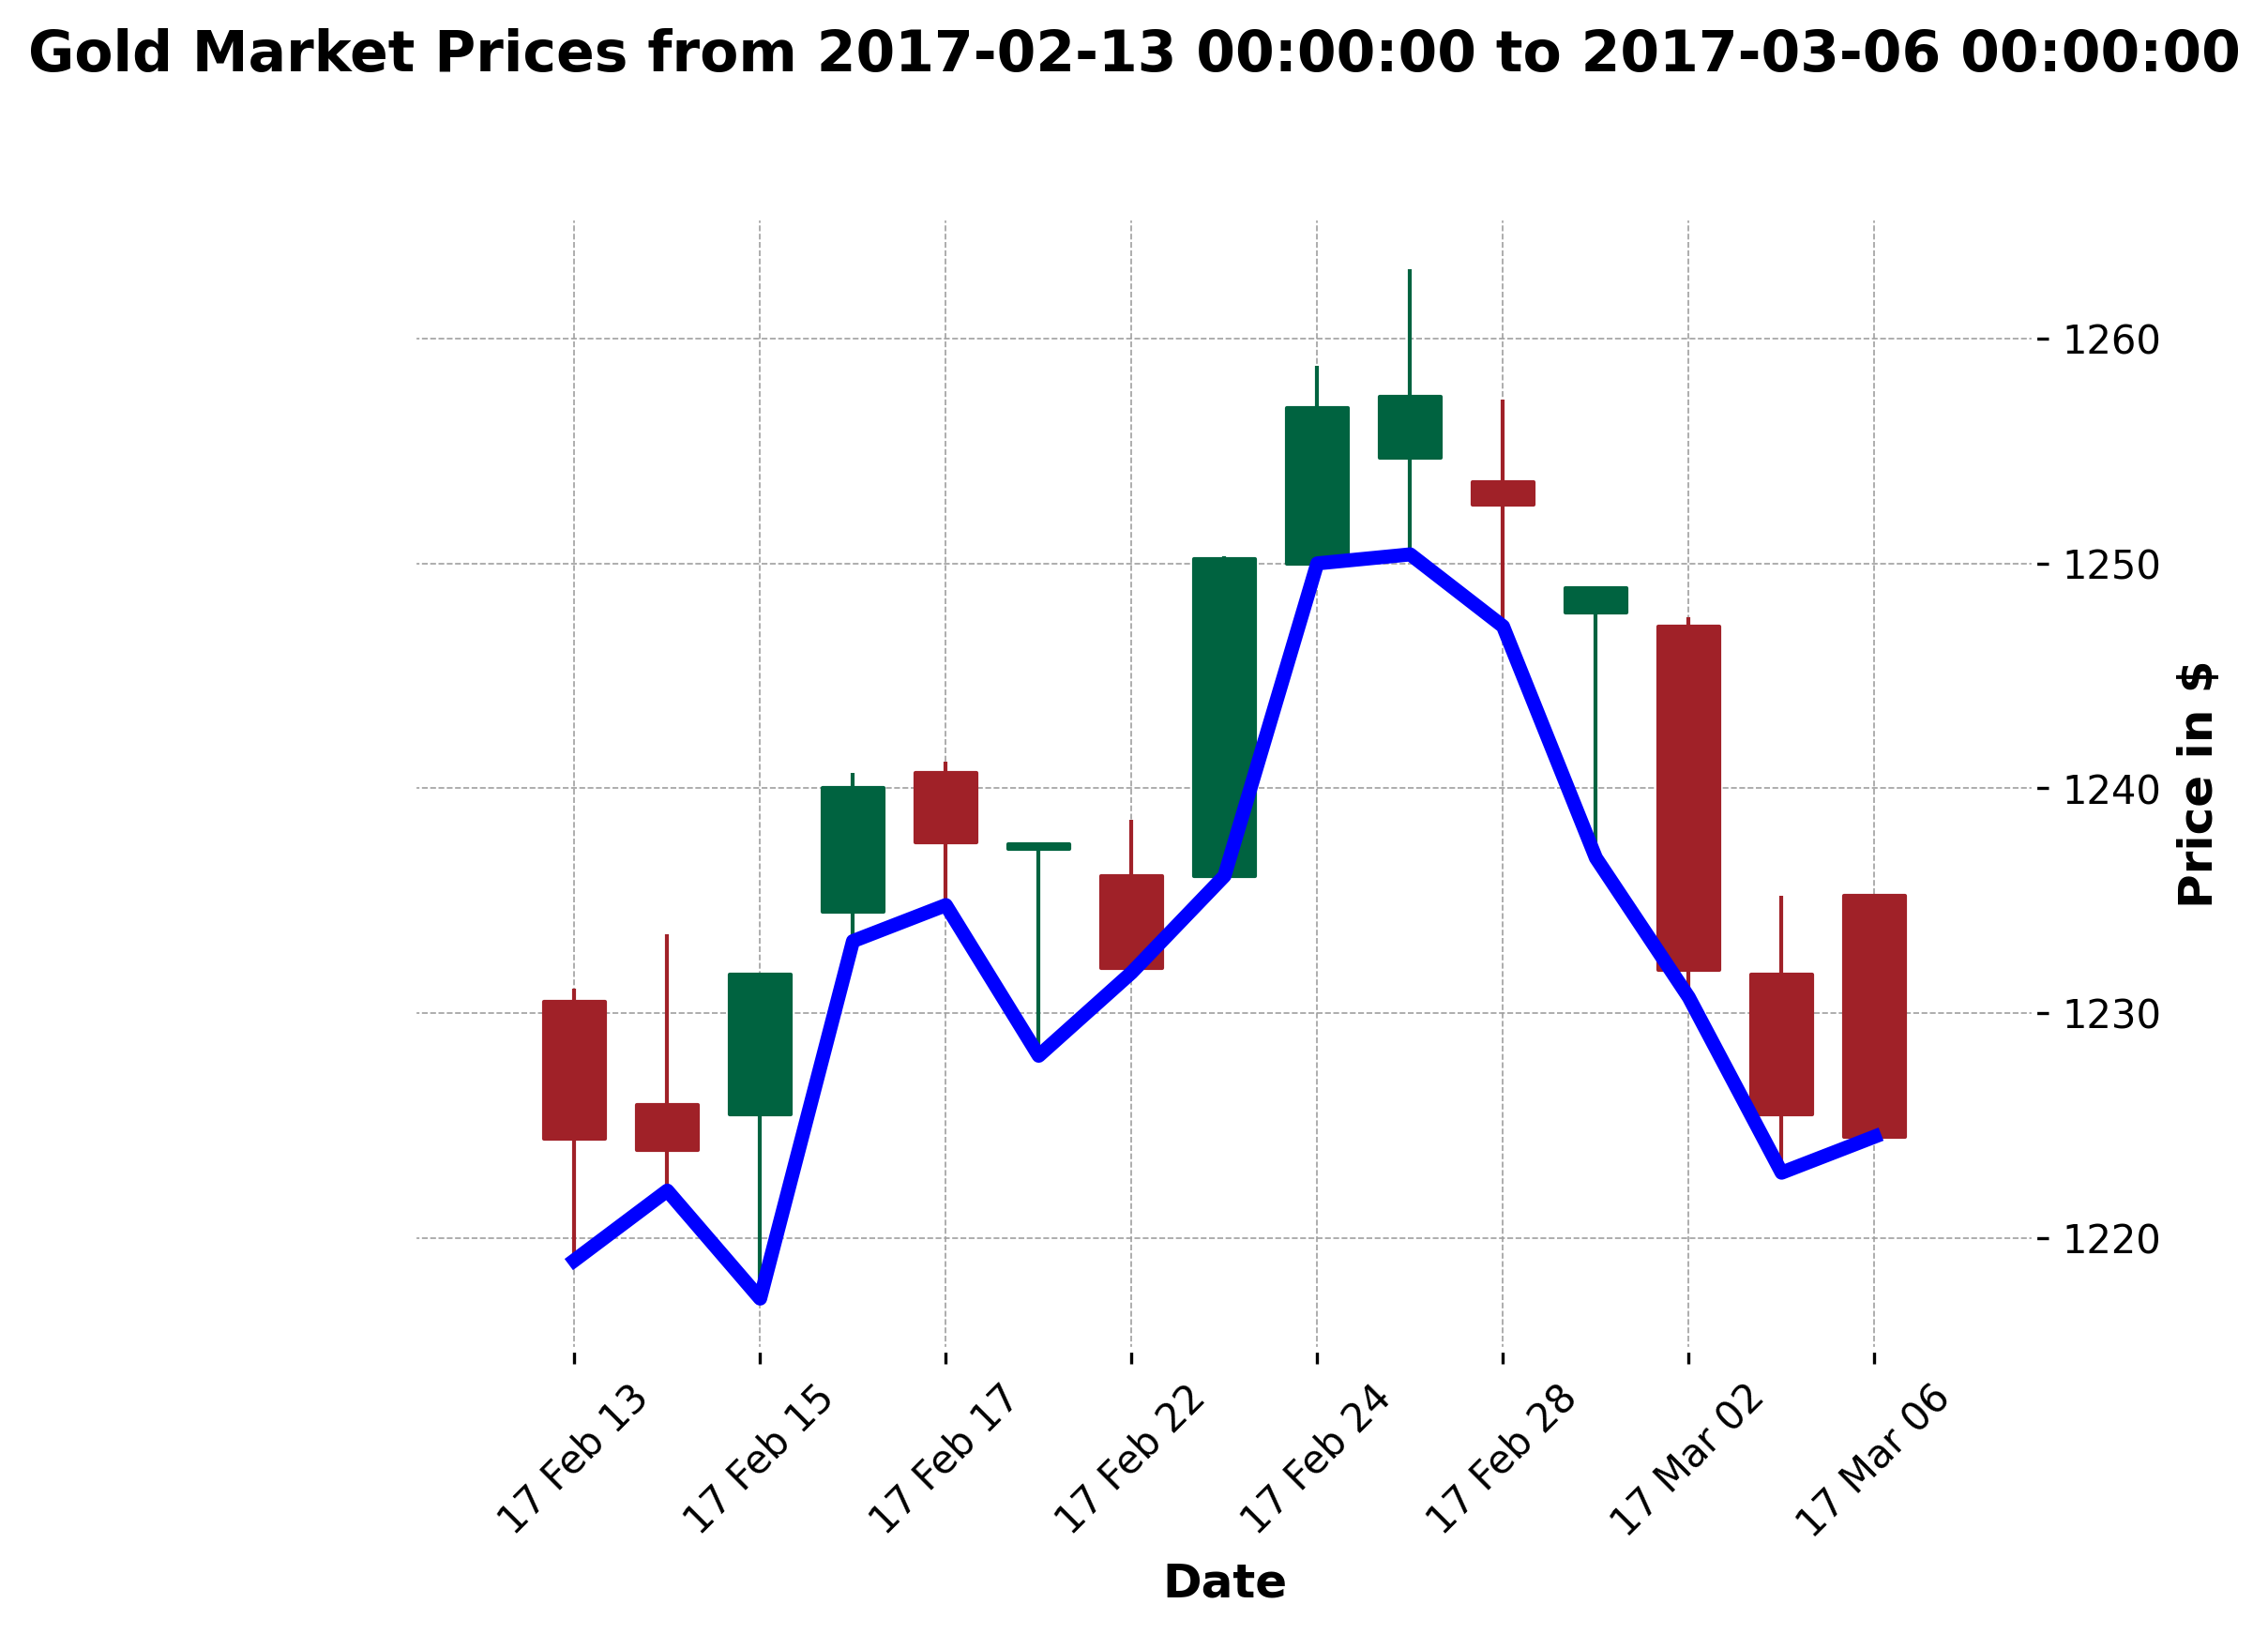 Gold Market Prices from 2017-02-13 00:00:00 to 2017-03-06 00:00:00
1260
1250
1240
1230
1220
Price in $
17 Feb 13
17 Feb 15
17 Feb 17
17 Feb 22
17 Feb 24
17 Feb 28
17 Mar 02
17 Mar 06
Date